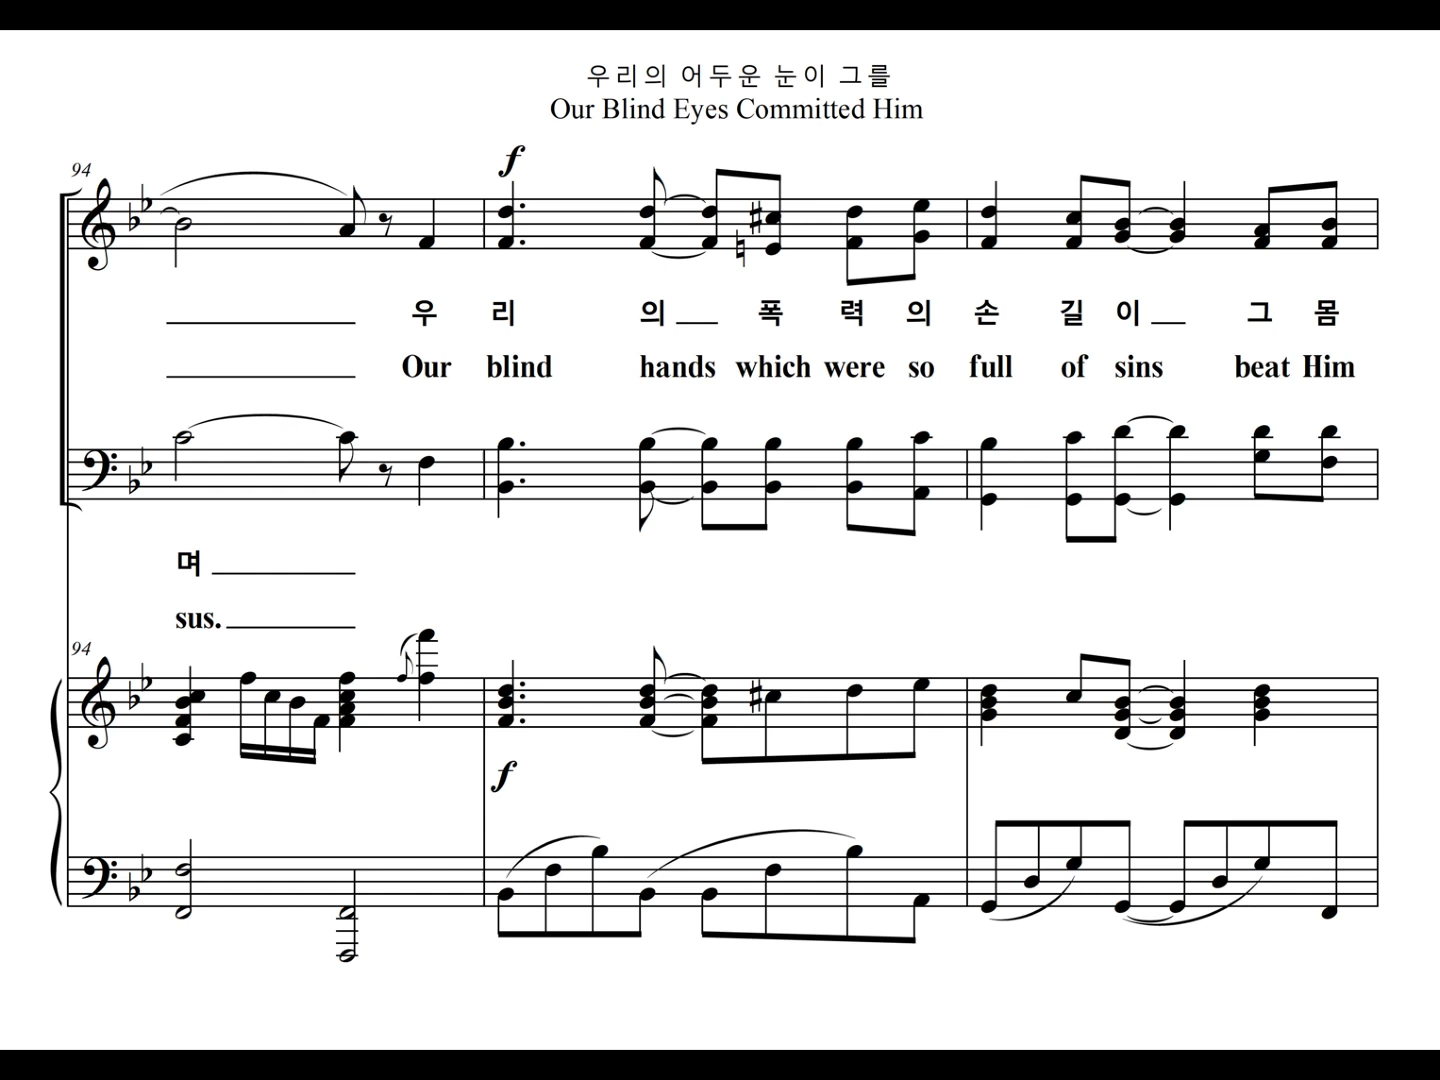 우리의 어두운 눈이 그를
Our Blind Eyes Committed Him
94
f
우 리 의 폭 력 의 손 길 이 그 몸
Our blind hands which were so full of sins beat Him
며
sus.
94
f